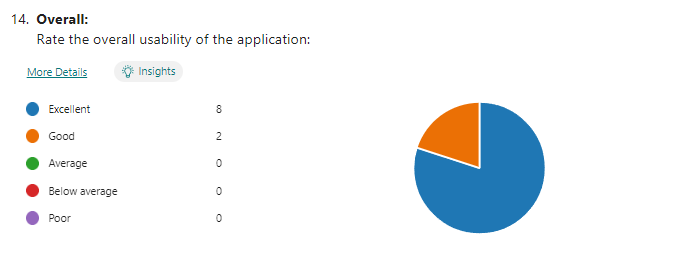 14. Overall:
Rate the overall usability of the application:
More Details Insights
Excellent 8
Good 2
Average 0
Below average 0
Poor 0